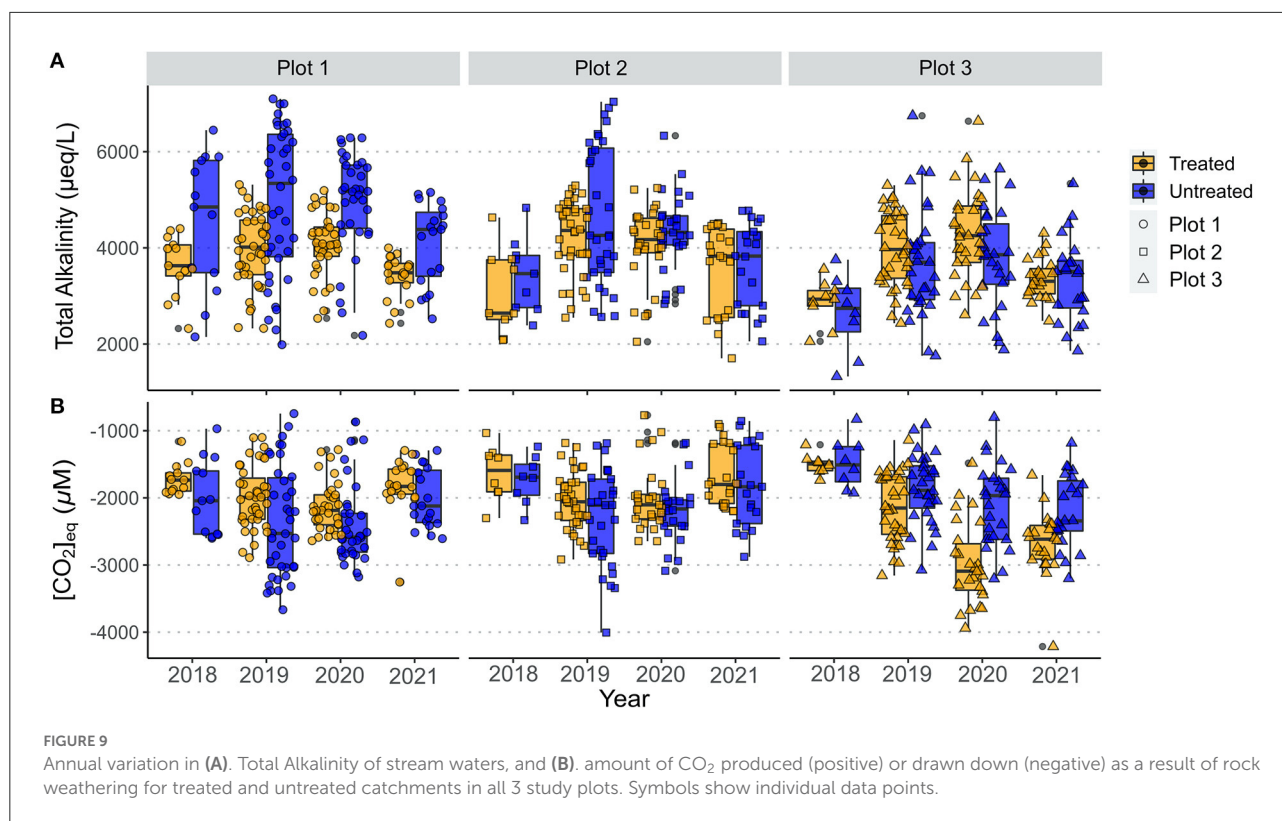 A
Plot 1
Plot 2
Plot 3
Total Alkalinity (µeq/L)
6000
4000
2000
Treated
Untreated
Plot 1
Plot 2
Plot 3
B
[CO₂]eq (µM)
-1000
-2000
-3000
-4000
2018 2019 2020 2021
2018 2019 2020 2021
2018 2019 2020 2021
Year
FIGURE 9
Annual variation in (A). Total Alkalinity of stream waters, and (B). amount of CO₂ produced (positive) or drawn down (negative) as a result of rock
weathering for treated and untreated catchments in all 3 study plots. Symbols show individual data points.